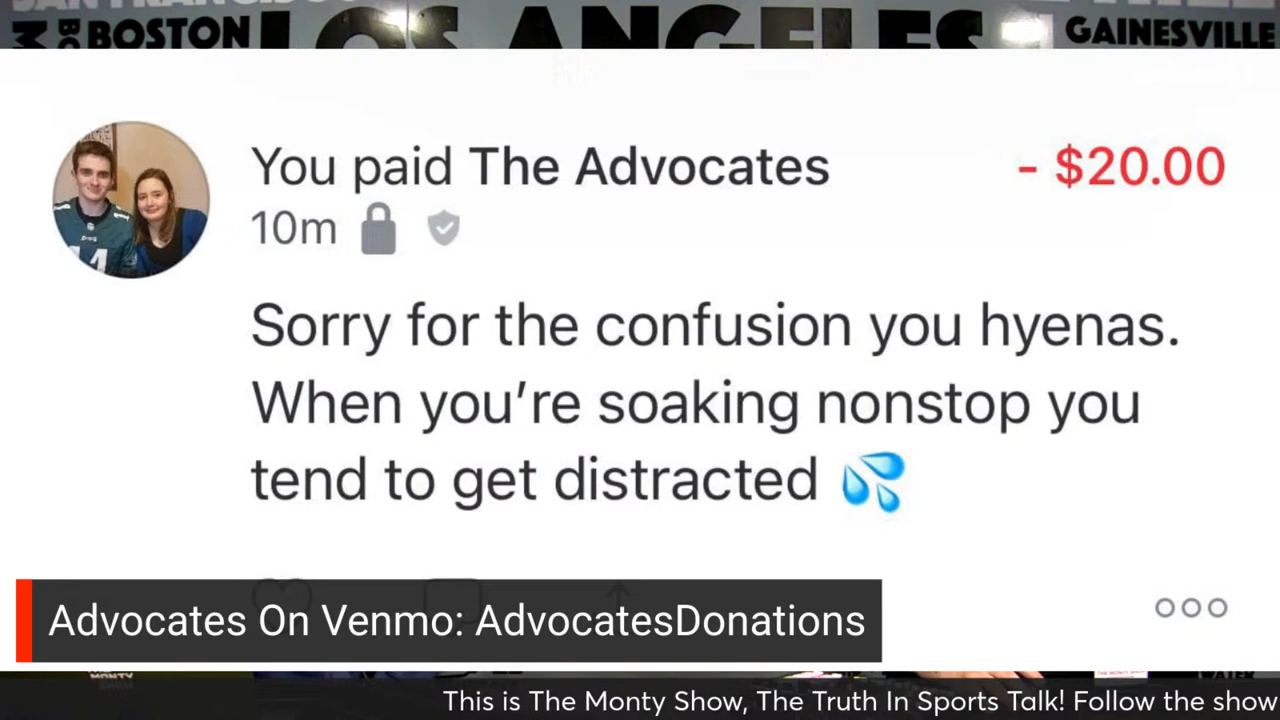 BOSTON
LOS ANGELES
GAINESVILLE
You paid The Advocates
- $20.00
10m
Sorry for the confusion you hyenas.
When you're soaking nonstop you
tend to get distracted 💦
Advocates On Venmo: AdvocatesDonations
This is The Monty Show, The Truth In Sports Talk! Follow the show